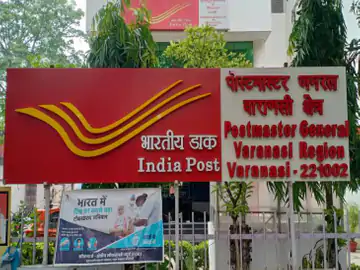 भारतीय डाक
India Post
पोस्टमास्टर जनरल
वाराणसी क्षेत्र
Postmaster General
Varanasi Region
Varanasi - 221002
भारत में